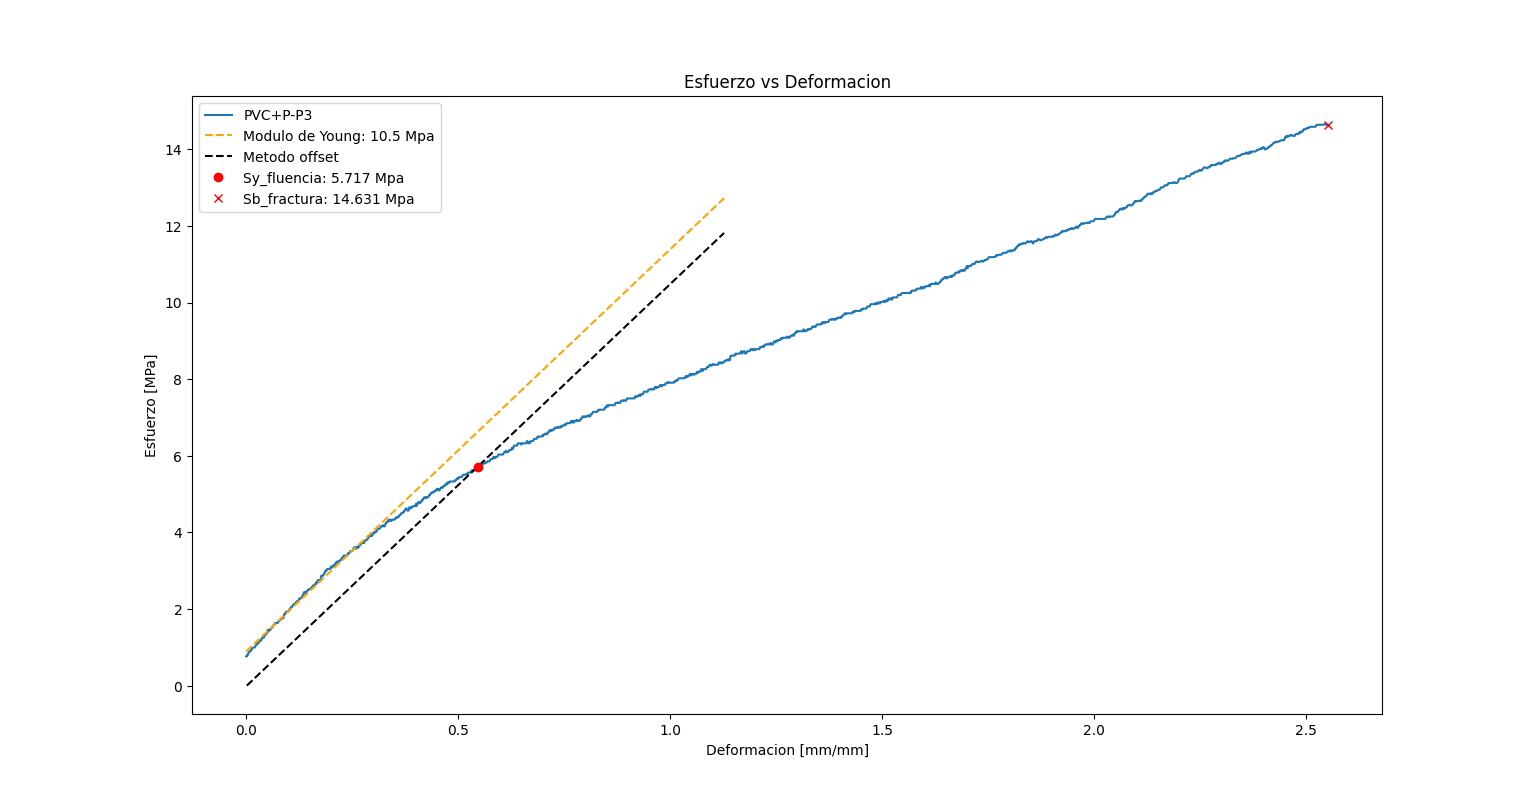 Esfuerzo vs Deformacion
PVC+P-P3
Modulo de Young: 10.5 Mpa
Metodo offset
Sy_fluencia: 5.717 Mpa
Sb_fractura: 14.631 Mpa
Esfuerzo [MPa]
14
12
10
8
6
4
2
0
0.0 0.5 1.0 1.5 2.0 2.5
Deformacion [mm/mm]